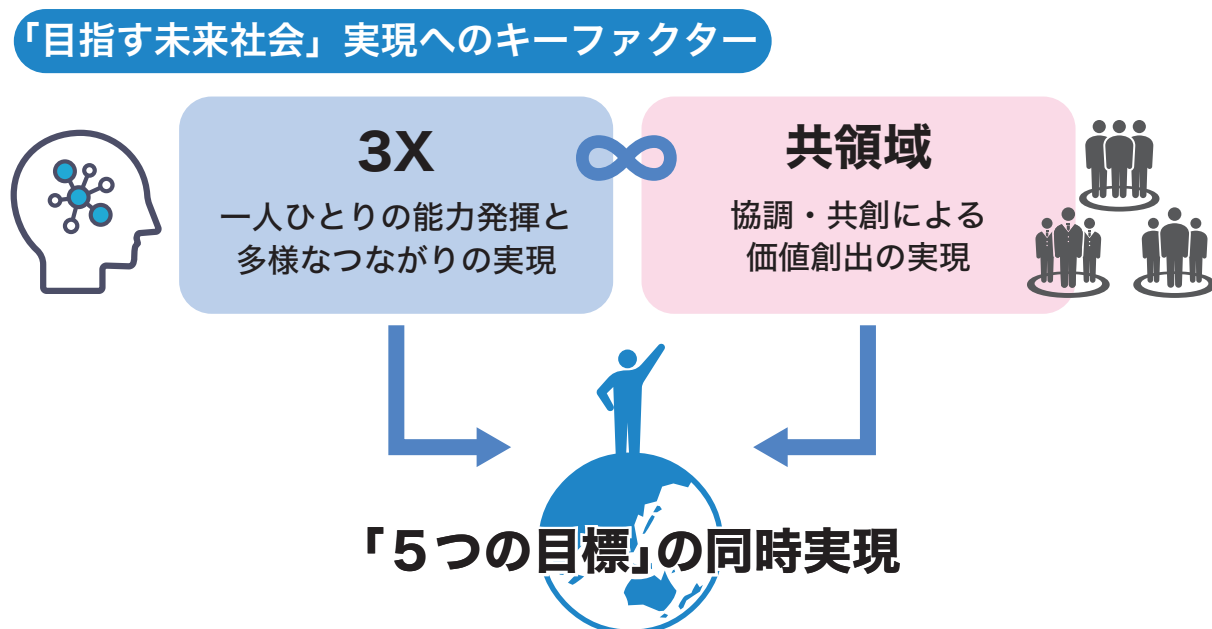 「目指す未来社会」実現へのキーファクター
3X
一人ひとりの能力発揮と
多様なつながりの実現
共領域
協調・共創による
価値創出の実現
「５つの目標」の同時実現